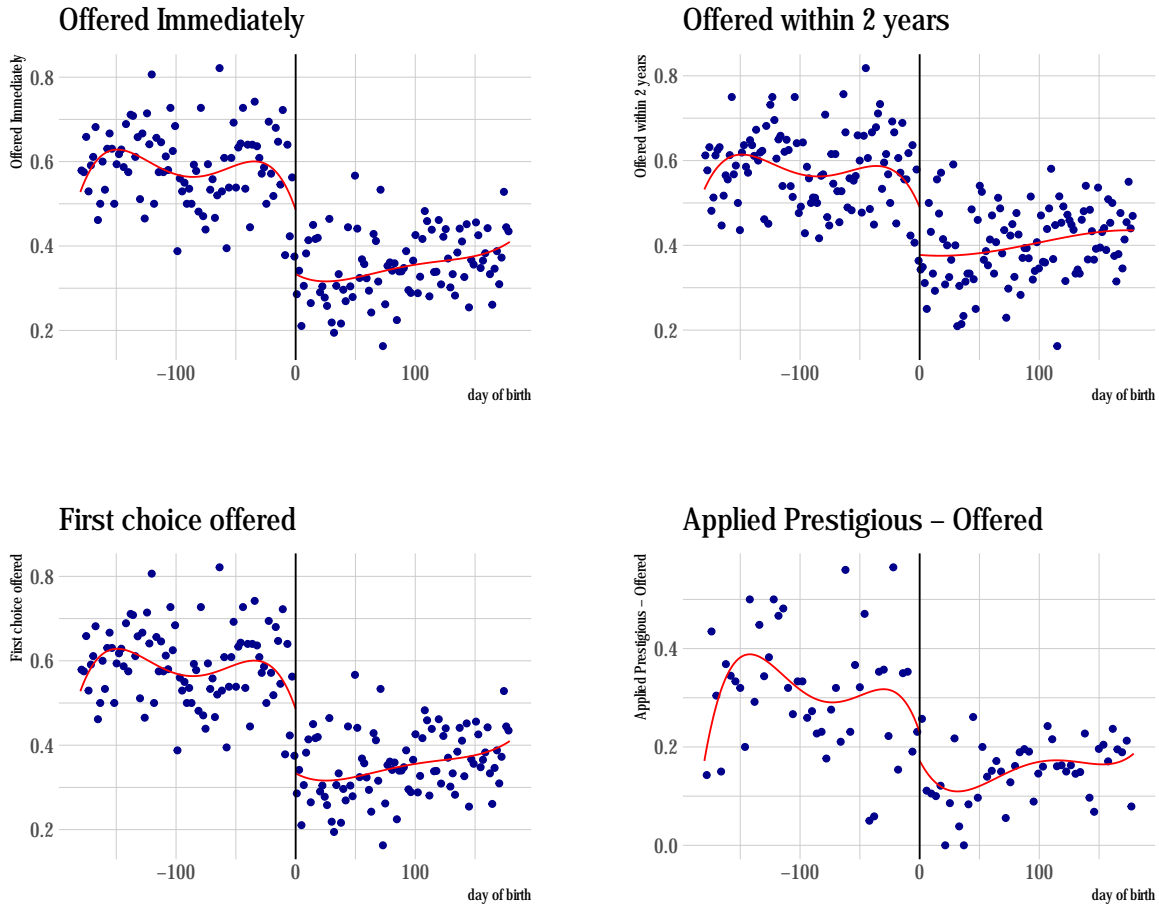 Offered Immediately
Offered Immediately
0.8
0.6
0.4
0.2
−100
0
100
day of birth
Offered within 2 years
Offered within 2 years
0.8
0.6
0.4
0.2
−100
0
100
day of birth
First choice offered
First choice offered
0.8
0.6
0.4
0.2
−100
0
100
day of birth
Applied Prestigious − Offered
Applied Prestigious − Offered
0.4
0.2
0.0
−100
0
100
day of birth